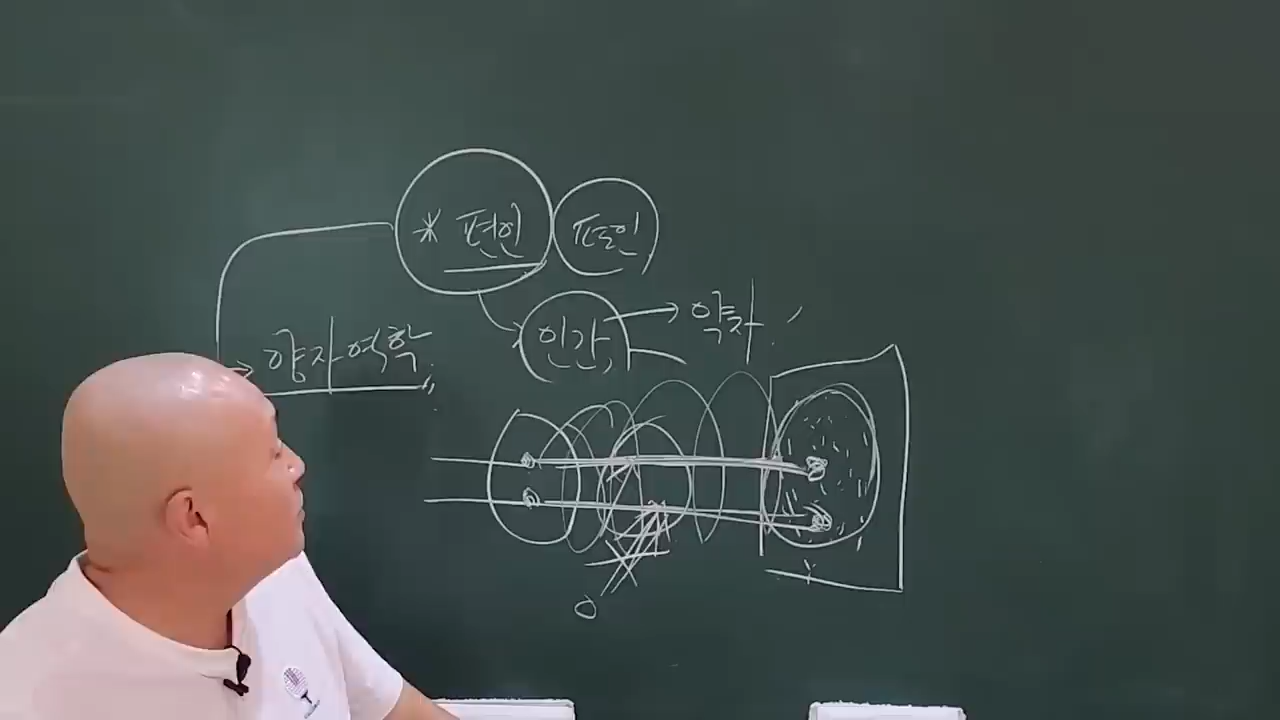 * 편인 편인
인간, → 약자
양자역학